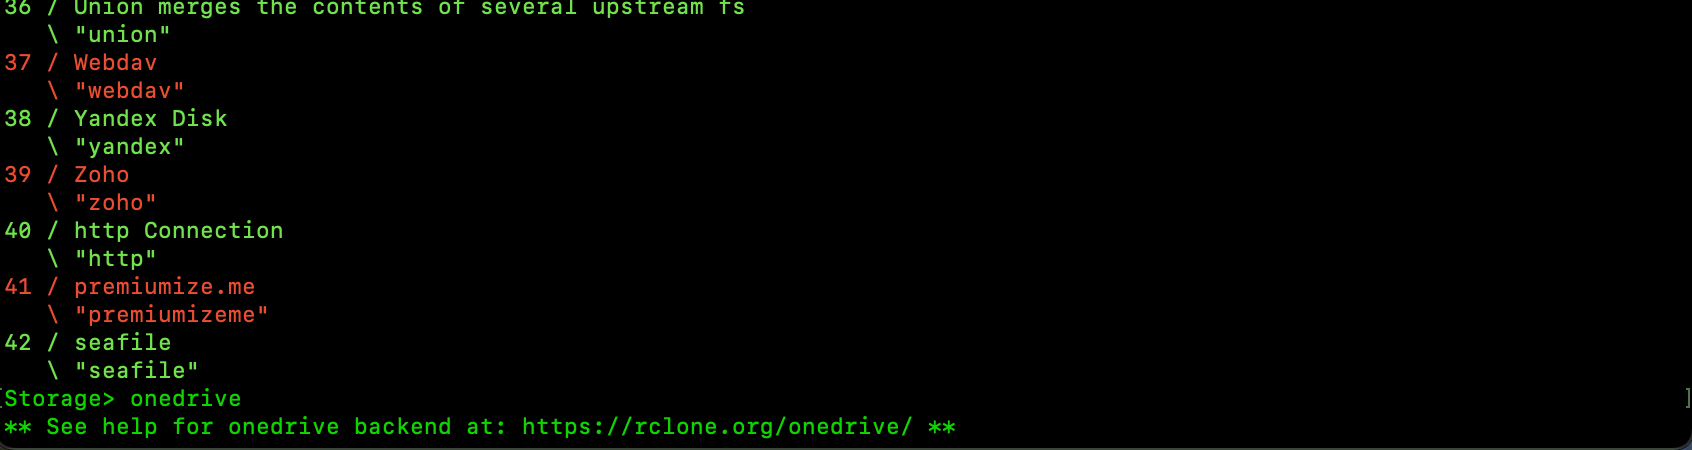 36 / Union merges the contents of several upstream fs
   \ "union"
37 / Webdav
   \ "webdav"
38 / Yandex Disk
   \ "yandex"
39 / Zoho
   \ "zoho"
40 / http Connection
   \ "http"
41 / premiumize.me
   \ "premiumizeme"
42 / seafile
   \ "seafile"
[Storage> onedrive ]
** See help for onedrive backend at: https://rclone.org/onedrive/ **